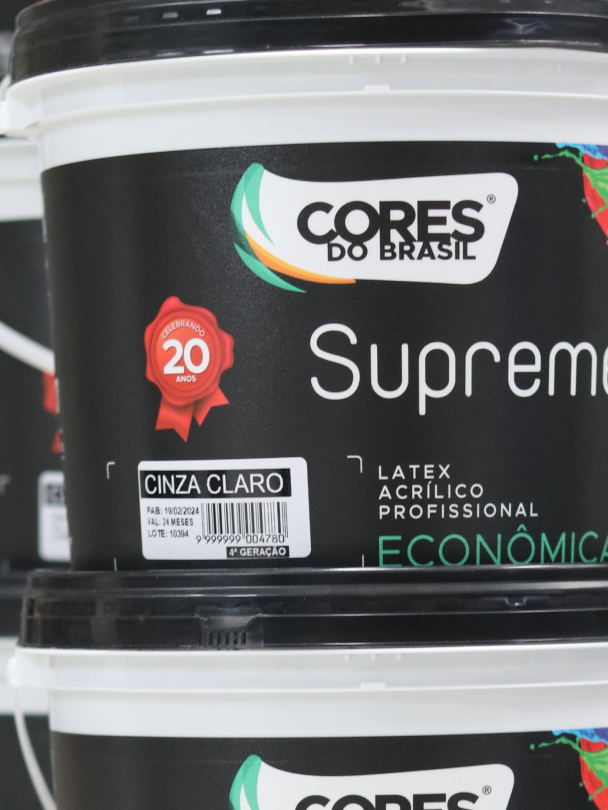 CORES®
DO BRASIL
CELEBRANDO
20
ANOS
Supreme
CINZA CLARO
FAB: 19/02/2024
VAL: 24 MESES
LOTE: 10394
9 999999 004780
4ª GERAÇÃO
LATEX
ACRÍLICO
PROFISSIONAL
ECONÔMICA
CORES®